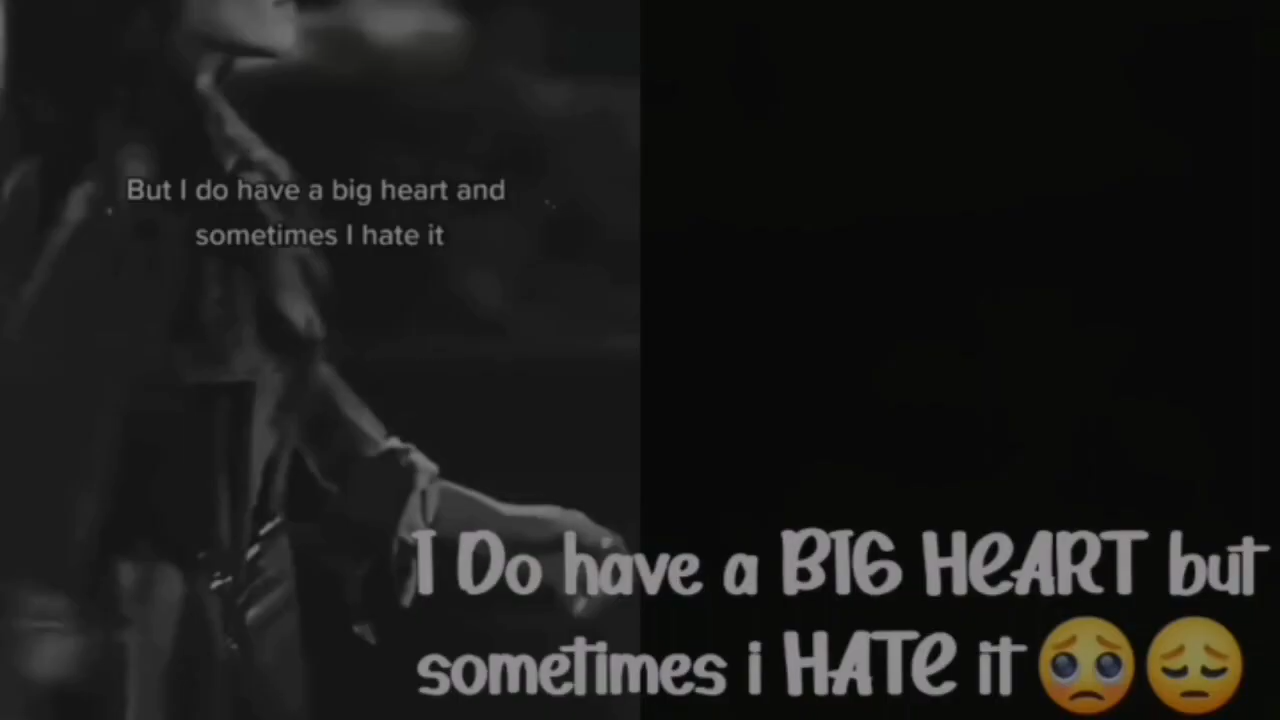 But I do have a big heart and
sometimes I hate it
I Do have a BIG HeART but
sometimes i HATe it🥺😔